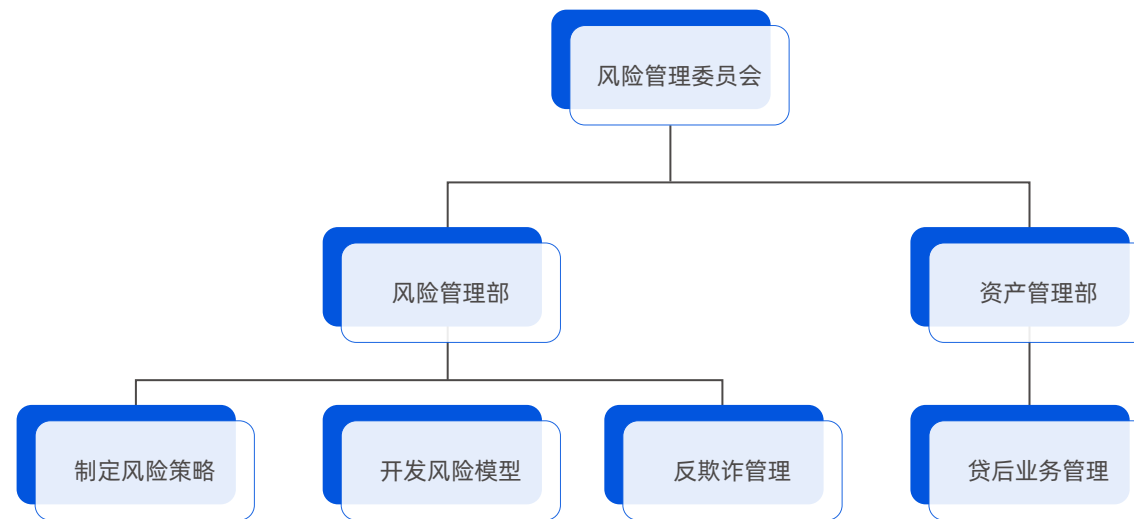 风险管理委员会
风险管理部
资产管理部
制定风险策略
开发风险模型
反欺诈管理
贷后业务管理